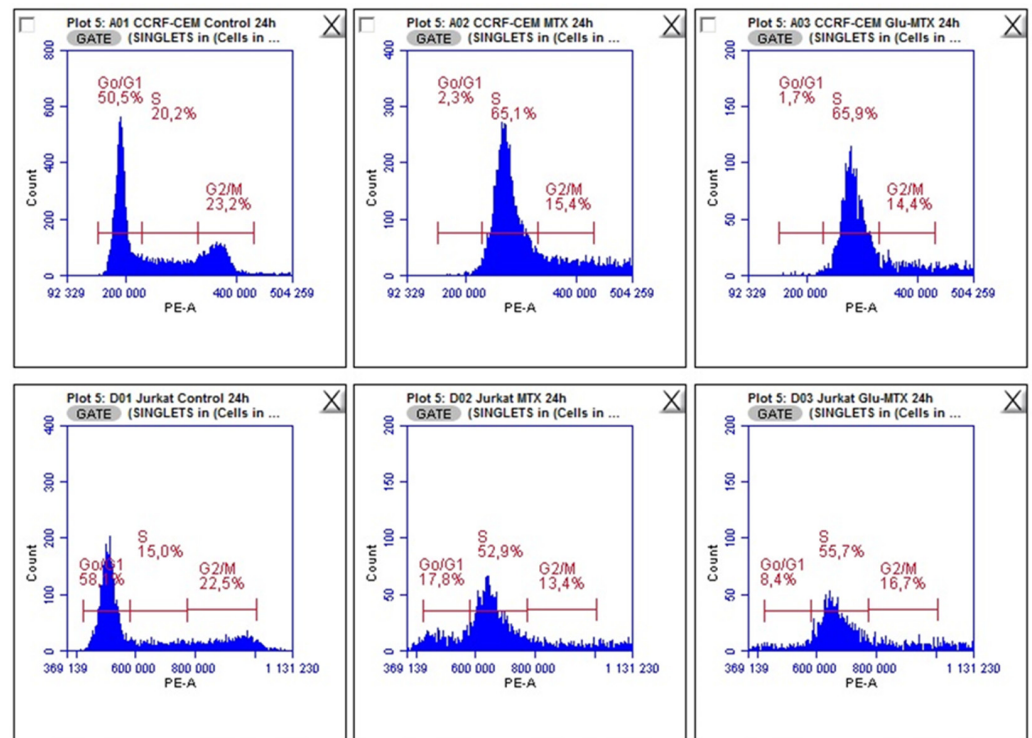 Plot 5: A01 CCRF-CEM Control 24h
GATE (SINGLETS in (Cells in ...
800
600
400
200
0
Count
Go/G1
50,5%
S
20,2%
G2/M
23,2%
92 329 200 000 400 000 504 259
PE-A
Plot 5: A02 CCRF-CEM MTX 24h
GATE (SINGLETS in (Cells in ...
400
300
200
100
0
Count
Go/G1
2,3%
S
65,1%
G2/M
15,4%
92 329 200 000 400 000 504 259
PE-A
Plot 5: A03 CCRF-CEM Glu-MTX 24h
GATE (SINGLETS in (Cells in ...
200
150
100
50
0
Count
Go/G1
1,7%
S
65,9%
G2/M
14,4%
92 329 200 000 400 000 504 259
PE-A
Plot 5: D01 Jurkat Control 24h
GATE (SINGLETS in (Cells in ...
400
300
200
100
0
Count
Go/G1
S
15,0%
G2/M
22,5%
369 139 600 000 800 000 1 131 230
PE-A
Plot 5: D02 Jurkat MTX 24h
GATE (SINGLETS in (Cells in ...
200
150
100
50
0
Count
Go/G1
17,8%
S
52,9%
G2/M
13,4%
369 139 600 000 800 000 1 131 230
PE-A
Plot 5: D03 Jurkat Glu-MTX 24h
GATE (SINGLETS in (Cells in ...
200
150
100
50
0
Count
Go/G1
8,4%
S
55,7%
G2/M
16,7%
369 139 600 000 800 000 1 131 230
PE-A